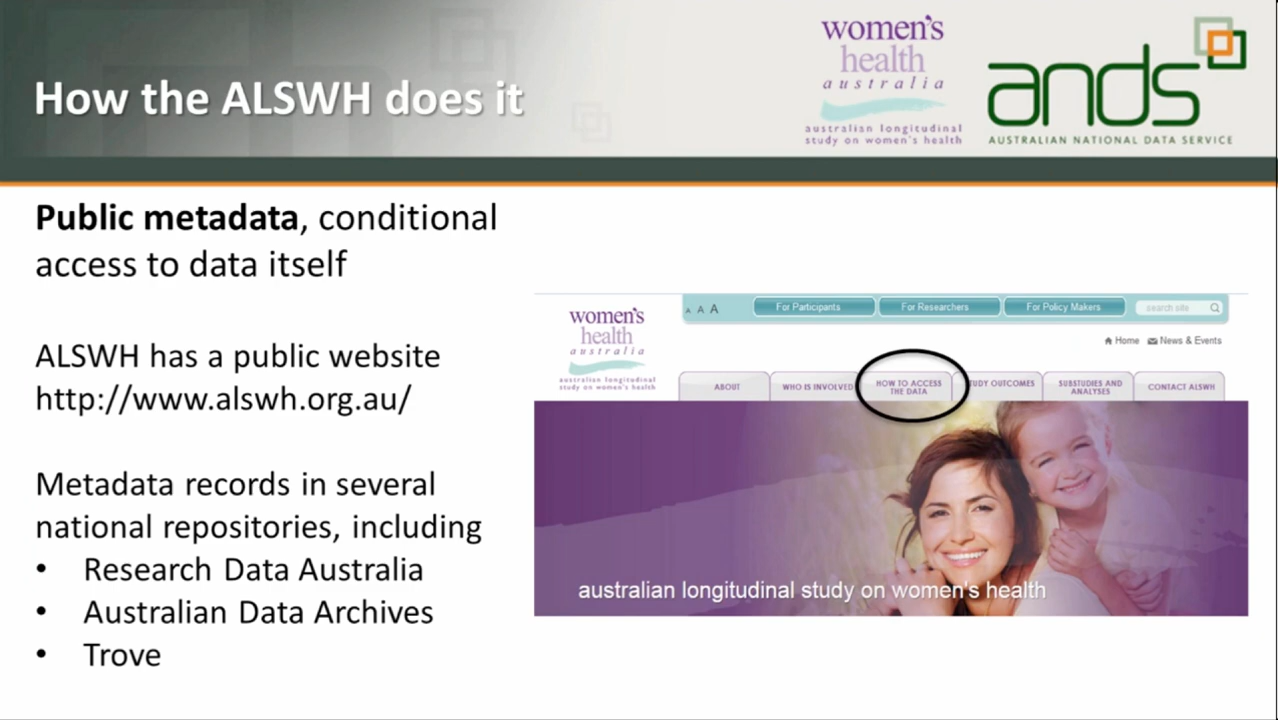 How the ALSWH does it
women's
health
australia
australian longitudinal
study on women's health
ands
AUSTRALIAN NATIONAL DATA SERVICE
Public metadata, conditional
access to data itself
ALSWH has a public website
http://www.alswh.org.au/
Metadata records in several
national repositories, including
• Research Data Australia
• Australian Data Archives
• Trove
women's
health
australia
australian longitudinal
study on women's health
A A A
For Participants
For Researchers
For Policy Makers
search site
Home
News & Events
ABOUT
WHO IS INVOLVED
HOW TO ACCESS
THE DATA
TUDY OUTCOMES
SUBSTUDIES AND
ANALYSES
CONTACT ALSWH
australian longitudinal study on women's health